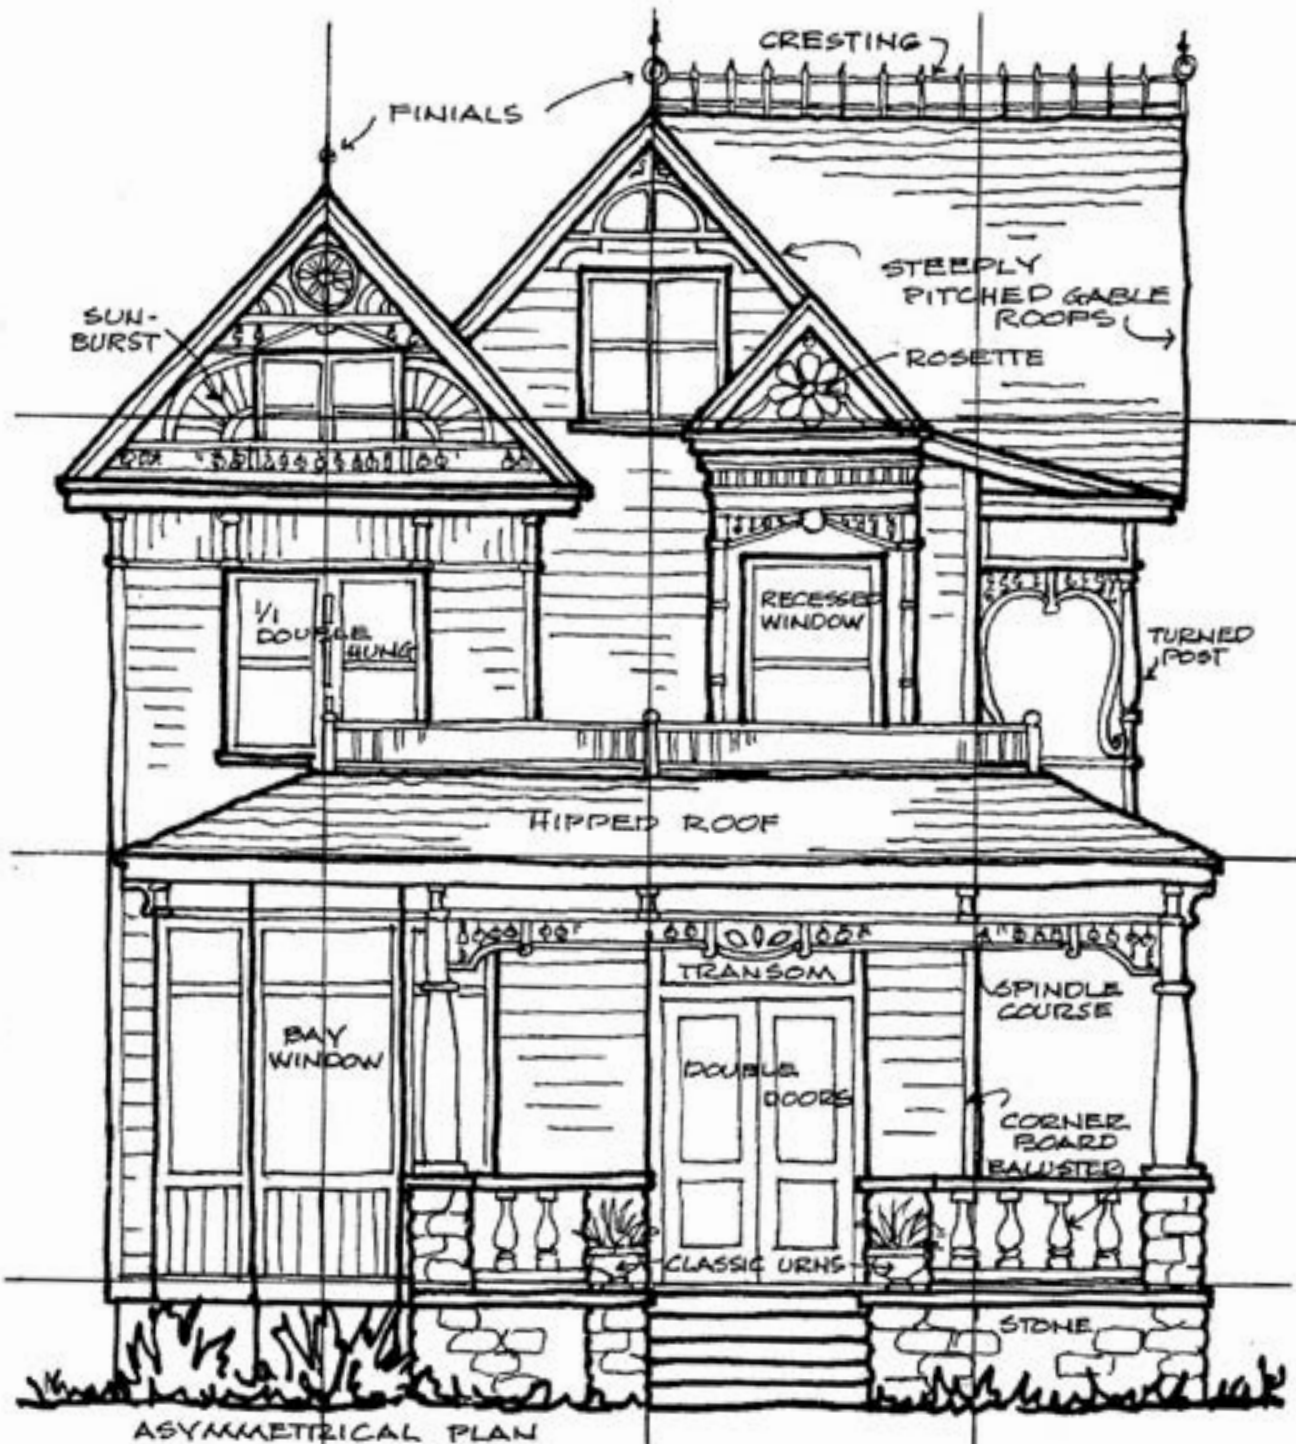 CRESTING
FINIALS
STEEPLY
PITCHED GABLE
ROOFS
SUN-
BURST
ROSETTE
1/1
DOUBLE
HUNG
RECESSED
WINDOW
TURNED
POST
HIPPED ROOF
TRANSOM
SPINDLE
COURSE
BAY
WINDOW
DOUBLE
DOORS
CORNER
BOARD
BALUSTER
CLASSIC URNS
STONE
ASYMMETRICAL PLAN